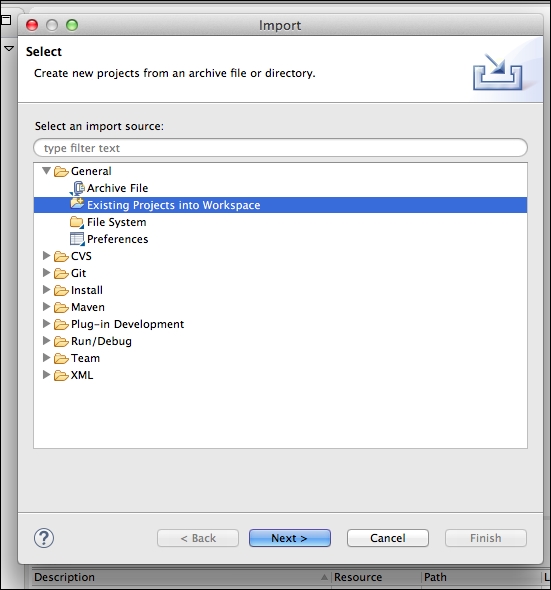 Import
Select
Create new projects from an archive file or directory.
Select an import source:
type filter text
General
Archive File
Existing Projects into Workspace
File System
Preferences
CVS
Git
Install
Maven
Plug-in Development
Run/Debug
Team
XML
?
< Back Next > Cancel Finish
Description Resource Path L